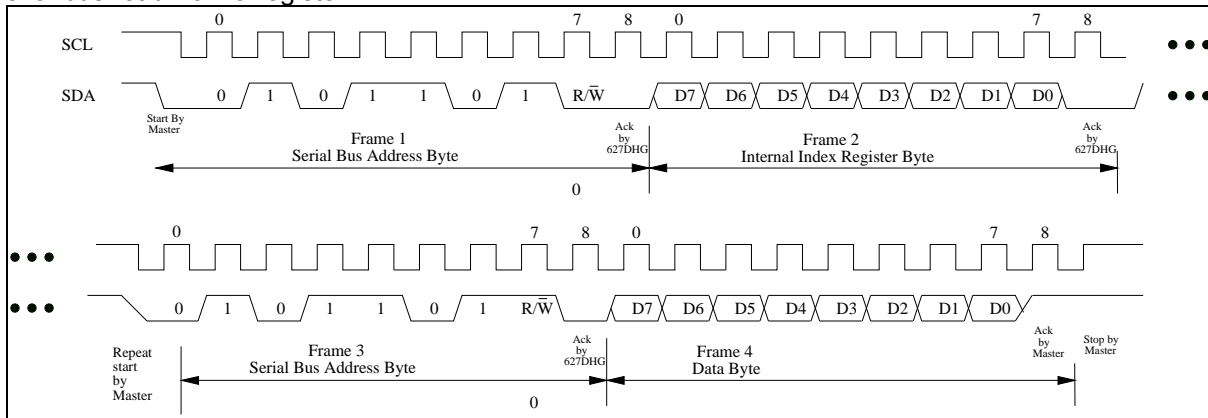 0 7 8 0 7 8
SCL
SDA 0 1 0 1 1 0 1 R/W̅ D7 D6 D5 D4 D3 D2 D1 D0
Start By
Master
Ack
by
627DHG
Ack
by
627DHG
Frame 1
Serial Bus Address Byte
Frame 2
Internal Index Register Byte
0
0 7 8 0 7 8
0 1 0 1 1 0 1 R/W̅ D7 D6 D5 D4 D3 D2 D1 D0
Repeat
start
by
Master
Frame 3
Serial Bus Address Byte
Ack
by
627DHG
Frame 4
Data Byte
Ack
by
Master
Stop by
Master
0